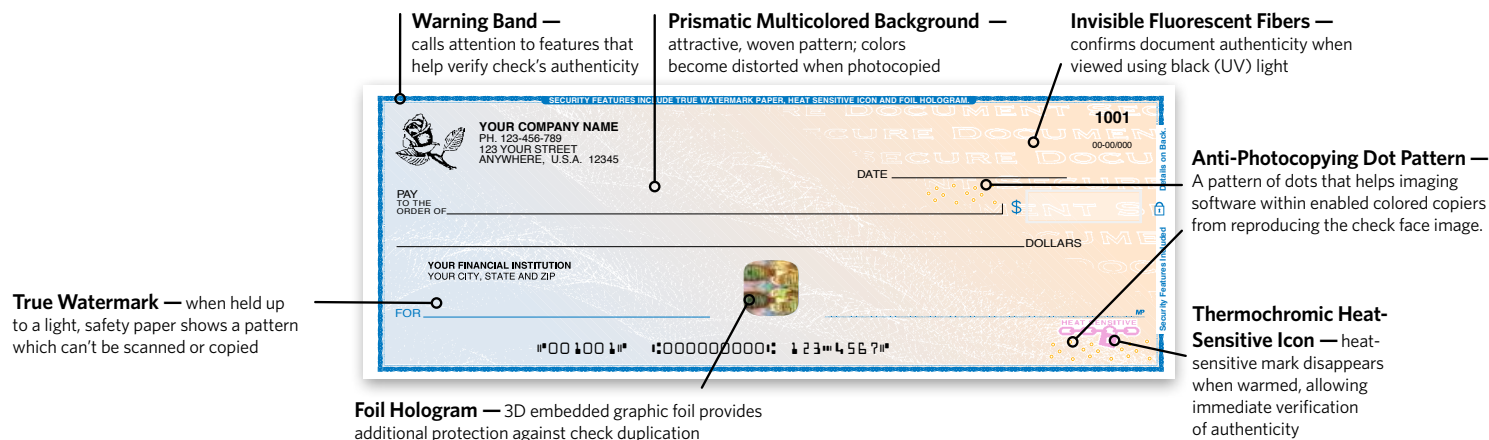 Warning Band —
calls attention to features that
help verify check's authenticity
Prismatic Multicolored Background —
attractive, woven pattern; colors
become distorted when photocopied
Invisible Fluorescent Fibers —
confirms document authenticity when
viewed using black (UV) light
SECURITY FEATURES INCLUDE TRUE WATERMARK PAPER, HEAT SENSITIVE ICON AND FOIL HOLOGRAM.
YOUR COMPANY NAME
PH. 123-456-789
123 YOUR STREET
ANYWHERE, U.S.A. 12345
1001
00-00/000
DATE
PAY
TO THE
ORDER OF
$
DOLLARS
YOUR FINANCIAL INSTITUTION
YOUR CITY, STATE AND ZIP
FOR
MP
HEAT SENSITIVE
⑈001001⑈ ⑆000000000⑆ 123⑉4567⑈
Security Features Included
Details on Back.
Anti-Photocopying Dot Pattern —
A pattern of dots that helps imaging
software within enabled colored copiers
from reproducing the check face image.
True Watermark — when held up
to a light, safety paper shows a pattern
which can't be scanned or copied
Thermochromic Heat-
Sensitive Icon — heat-
sensitive mark disappears
when warmed, allowing
immediate verification
of authenticity
Foil Hologram — 3D embedded graphic foil provides
additional protection against check duplication